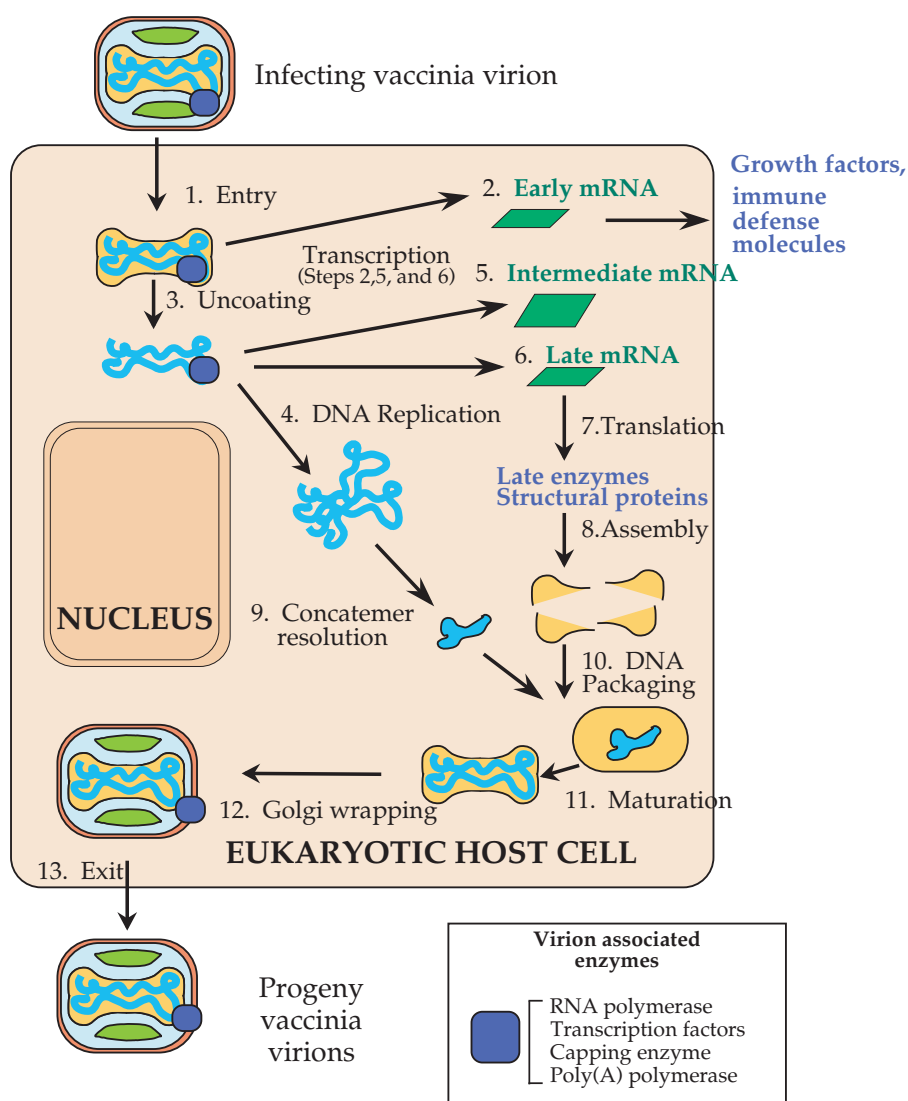 Infecting vaccinia virion
1. Entry
2. Early mRNA
Growth factors,
immune
defense
molecules
Transcription
(Steps 2,5, and 6)
5. Intermediate mRNA
3. Uncoating
6. Late mRNA
4. DNA Replication
7.Translation
Late enzymes
Structural proteins
8.Assembly
NUCLEUS
9. Concatemer
resolution
10. DNA
Packaging
11. Maturation
12. Golgi wrapping
EUKARYOTIC HOST CELL
13. Exit
Progeny
vaccinia
virions
Virion associated
enzymes
RNA polymerase
Transcription factors
Capping enzyme
Poly(A) polymerase